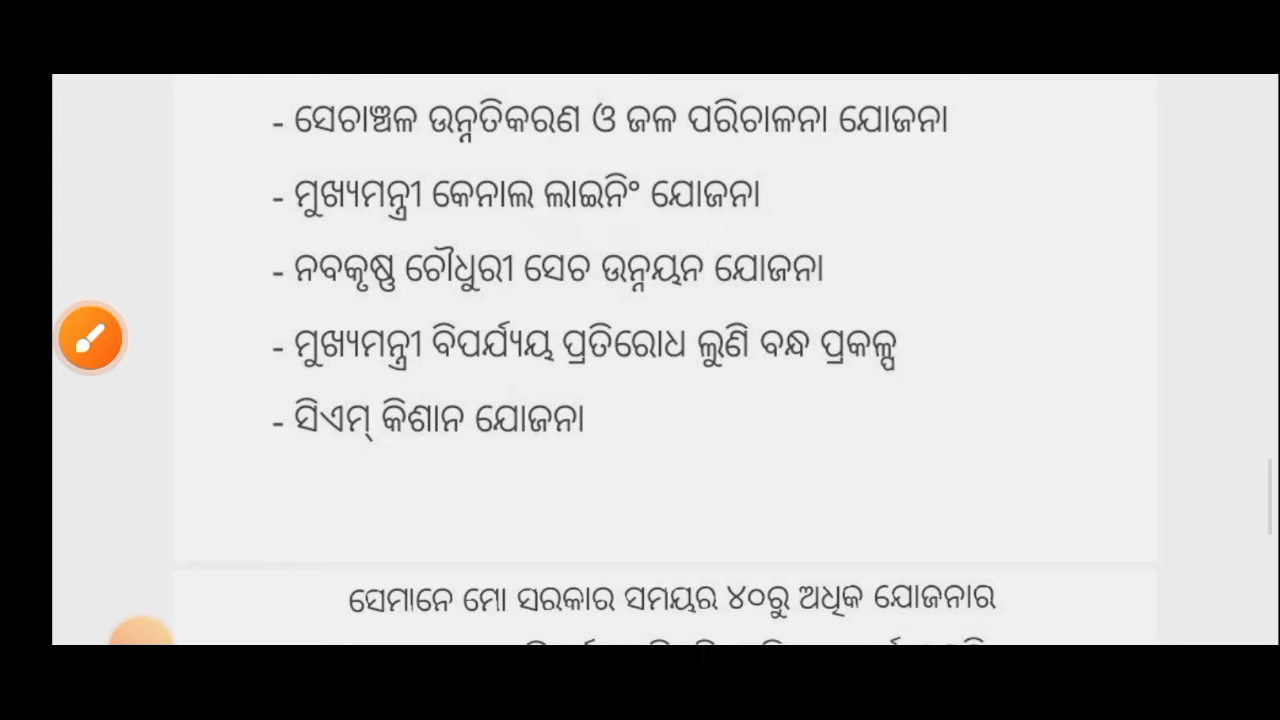 - ସେଚାଞ୍ଚଳ ଉନ୍ନତିକରଣ ଓ ଜଳ ପରିଚାଳନା ଯୋଜନା
- ମୁଖ୍ୟମନ୍ତ୍ରୀ କେନାଲ ଲାଇନିଂ ଯୋଜନା
- ନବକୃଷ୍ଣ ଚୌଧୁରୀ ସେଚ ଉନ୍ନୟନ ଯୋଜନା
- ମୁଖ୍ୟମନ୍ତ୍ରୀ ବିପର୍ଯ୍ୟୟ ପ୍ରତିରୋଧ ଲୁଣି ବନ୍ଧ ପ୍ରକଳ୍ପ
- ସିଏମ୍ କିଶାନ ଯୋଜନା
ସେମାନେ ମୋ ସରକାର ସମୟର ୪୦ରୁ ଅଧିକ ଯୋଜନାର